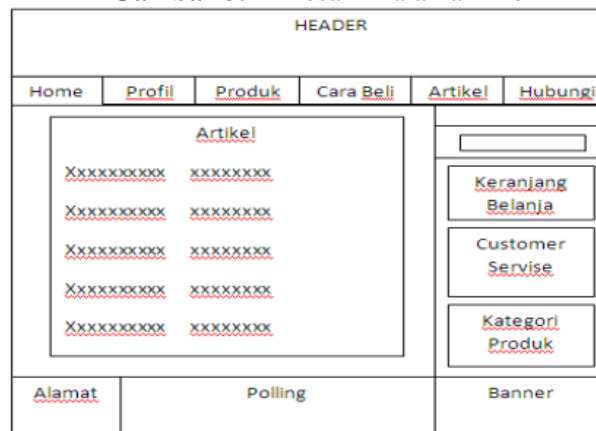 HEADER
Home Profil Produk Cara Beli Artikel Hubungi
Artikel
Xxxxxxxxxx xxxxxxxx
Xxxxxxxxxx xxxxxxxx
Xxxxxxxxxx xxxxxxxx
Xxxxxxxxxx xxxxxxxx
Xxxxxxxxxx xxxxxxxx
Keranjang
Belanja
Customer
Servise
Kategori
Produk
Alamat Polling Banner